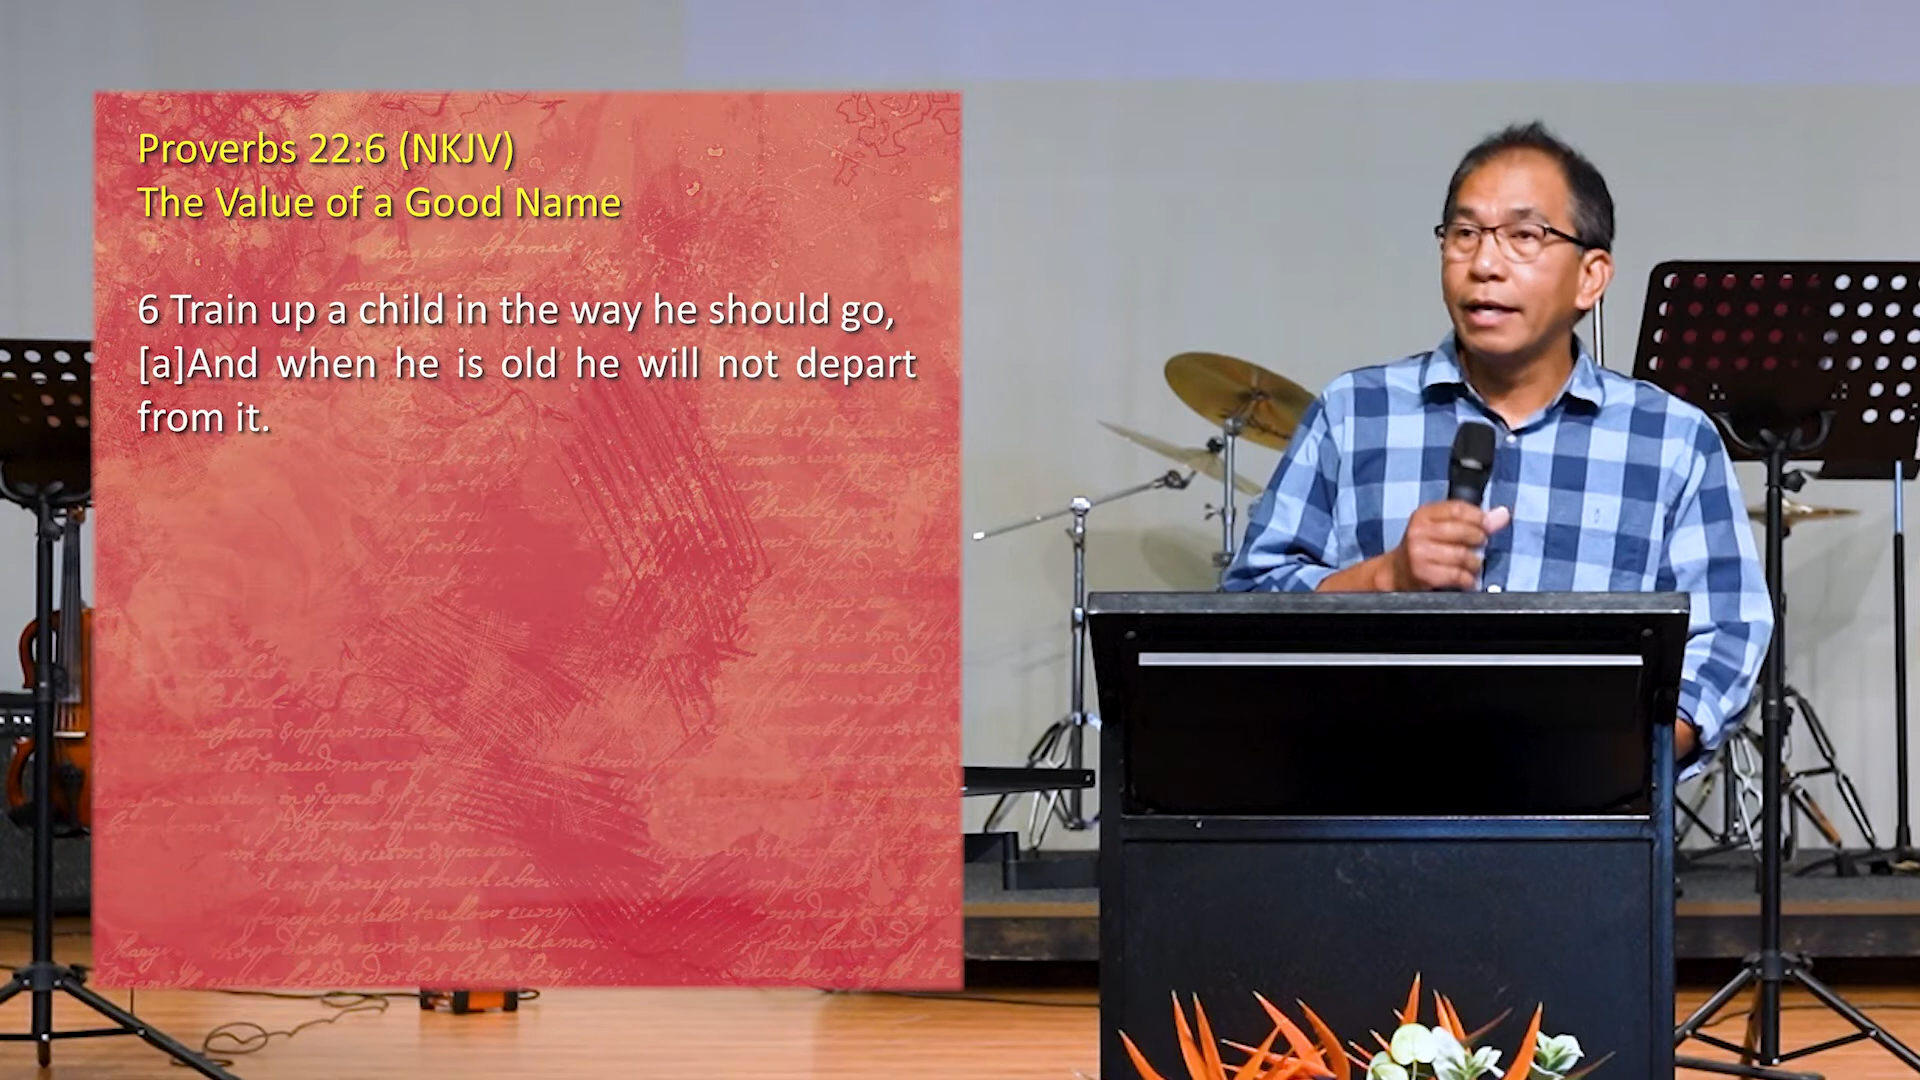 Proverbs 22:6 (NKJV)
The Value of a Good Name
6 Train up a child in the way he should go,
[a]And when he is old he will not depart
from it.